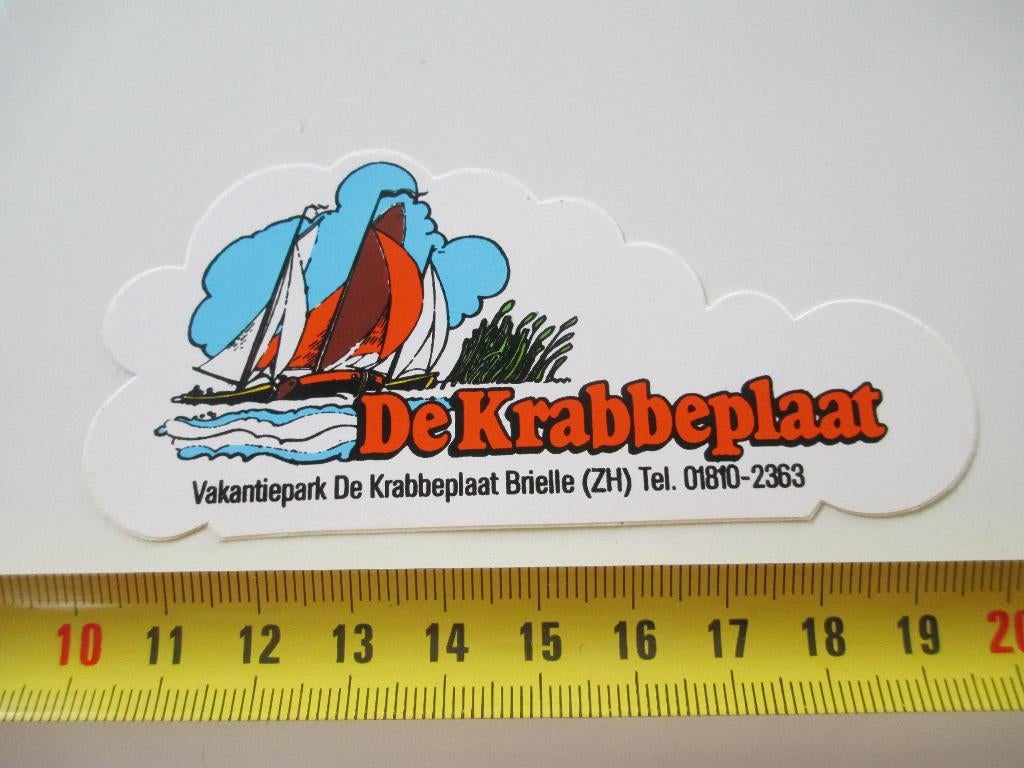 De Krabbeplaat
Vakantiepark De Krabbeplaat Brielle (ZH) Tel. 01810-2363
10 11 12 13 14 15 16 17 18 19 20